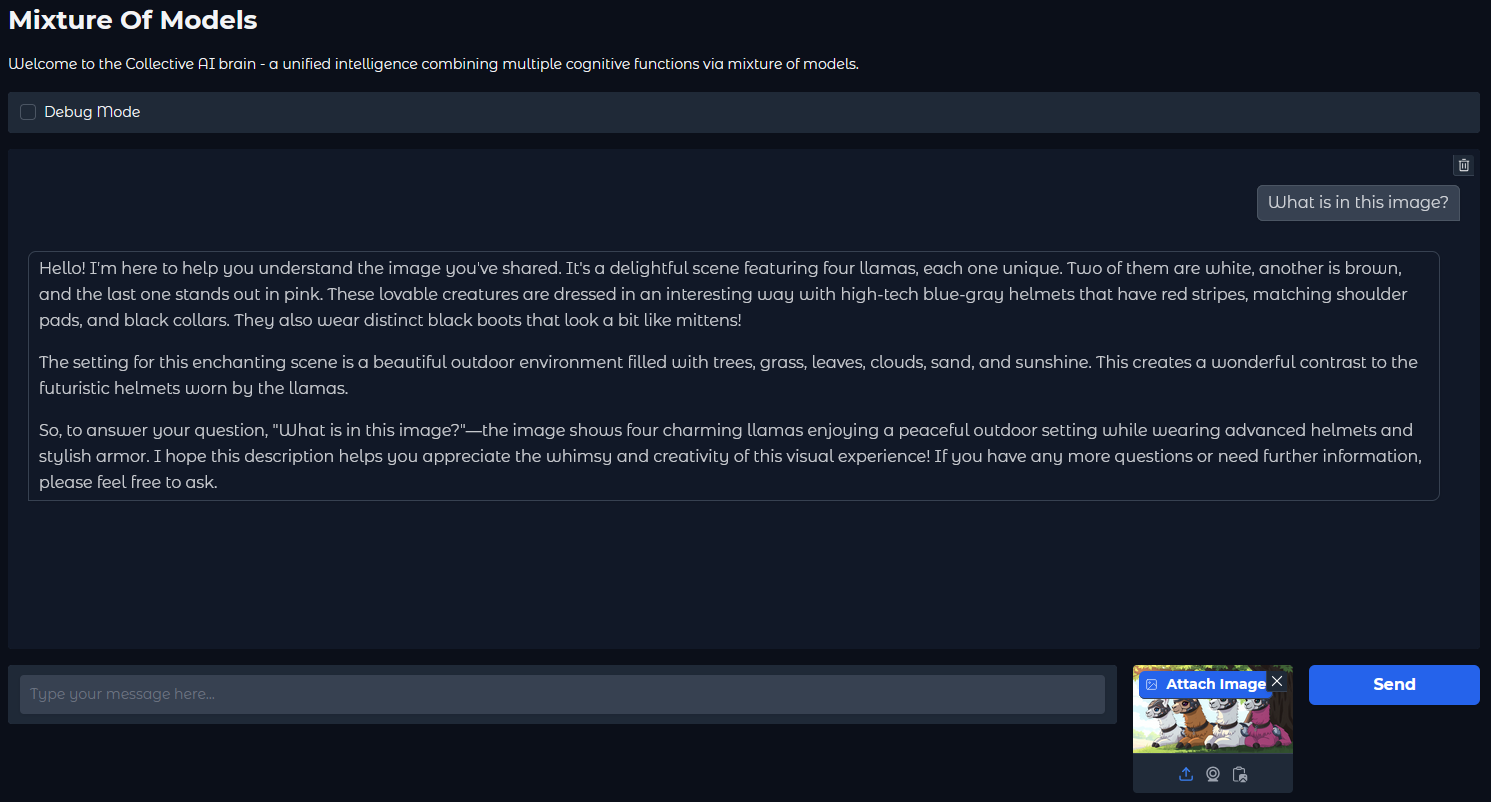 Mixture Of Models
Welcome to the Collective AI brain - a unified intelligence combining multiple cognitive functions via mixture of models.
Debug Mode
What is in this image?
Hello! I'm here to help you understand the image you've shared. It's a delightful scene featuring four llamas, each one unique. Two of them are white, another is brown,
and the last one stands out in pink. These lovable creatures are dressed in an interesting way with high-tech blue-gray helmets that have red stripes, matching shoulder
pads, and black collars. They also wear distinct black boots that look a bit like mittens!
The setting for this enchanting scene is a beautiful outdoor environment filled with trees, grass, leaves, clouds, sand, and sunshine. This creates a wonderful contrast to the
futuristic helmets worn by the llamas.
So, to answer your question, "What is in this image?"—the image shows four charming llamas enjoying a peaceful outdoor setting while wearing advanced helmets and
stylish armor. I hope this description helps you appreciate the whimsy and creativity of this visual experience! If you have any more questions or need further information,
please feel free to ask.
Type your message here...
Attach Image
Send